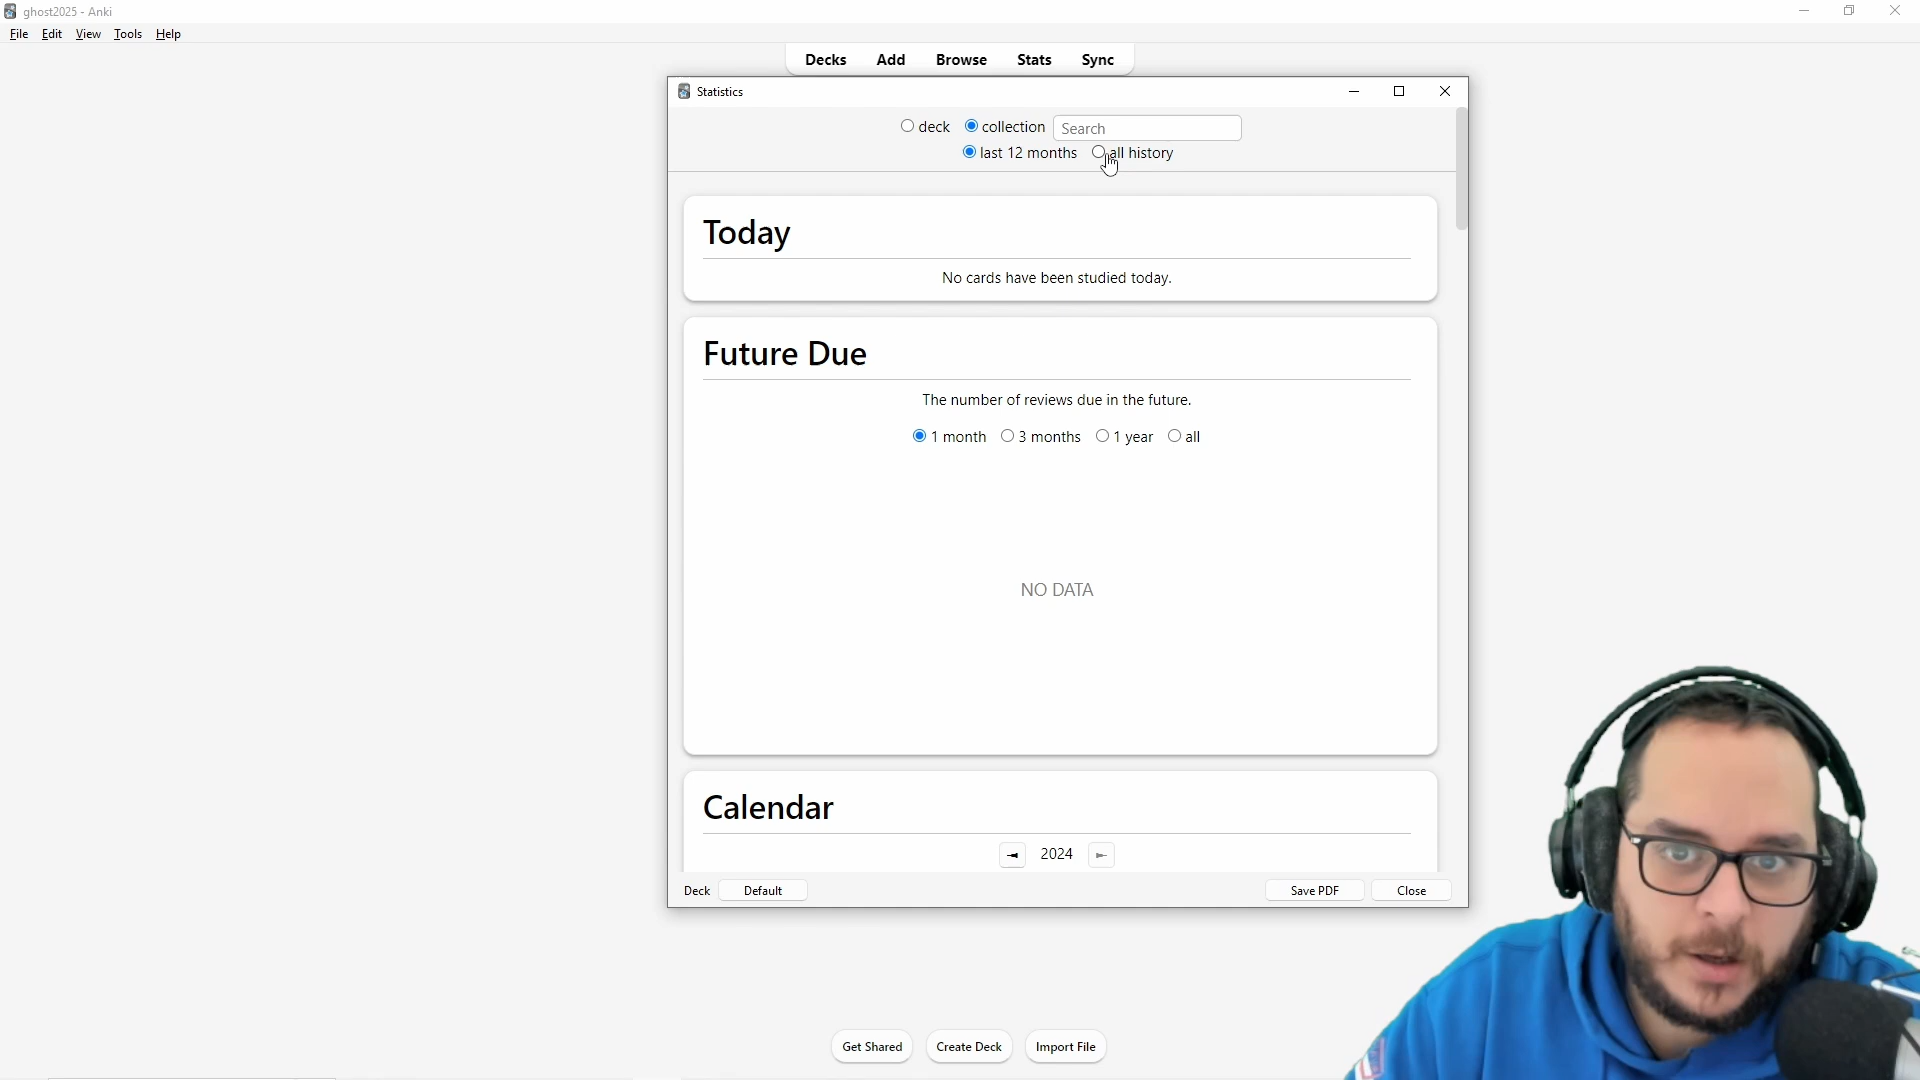 ghost2025 - Anki
File Edit View Tools Help
Decks Add Browse Stats Sync
Statistics
deck collection Search
last 12 months all history
Today
No cards have been studied today.
Future Due
The number of reviews due in the future.
1 month 3 months 1 year all
NO DATA
Calendar
2024
Deck Default Save PDF Close
Get Shared Create Deck Import File